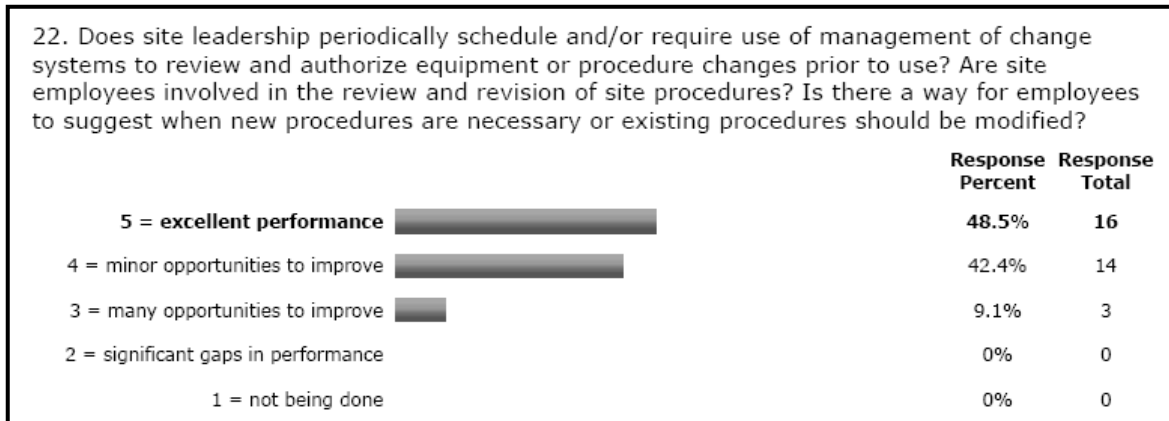 22. Does site leadership periodically schedule and/or require use of management of change
systems to review and authorize equipment or procedure changes prior to use? Are site
employees involved in the review and revision of site procedures? Is there a way for employees
to suggest when new procedures are necessary or existing procedures should be modified?
Response Response
Percent Total
5 = excellent performance 48.5% 16
4 = minor opportunities to improve 42.4% 14
3 = many opportunities to improve 9.1% 3
2 = significant gaps in performance 0% 0
1 = not being done 0% 0